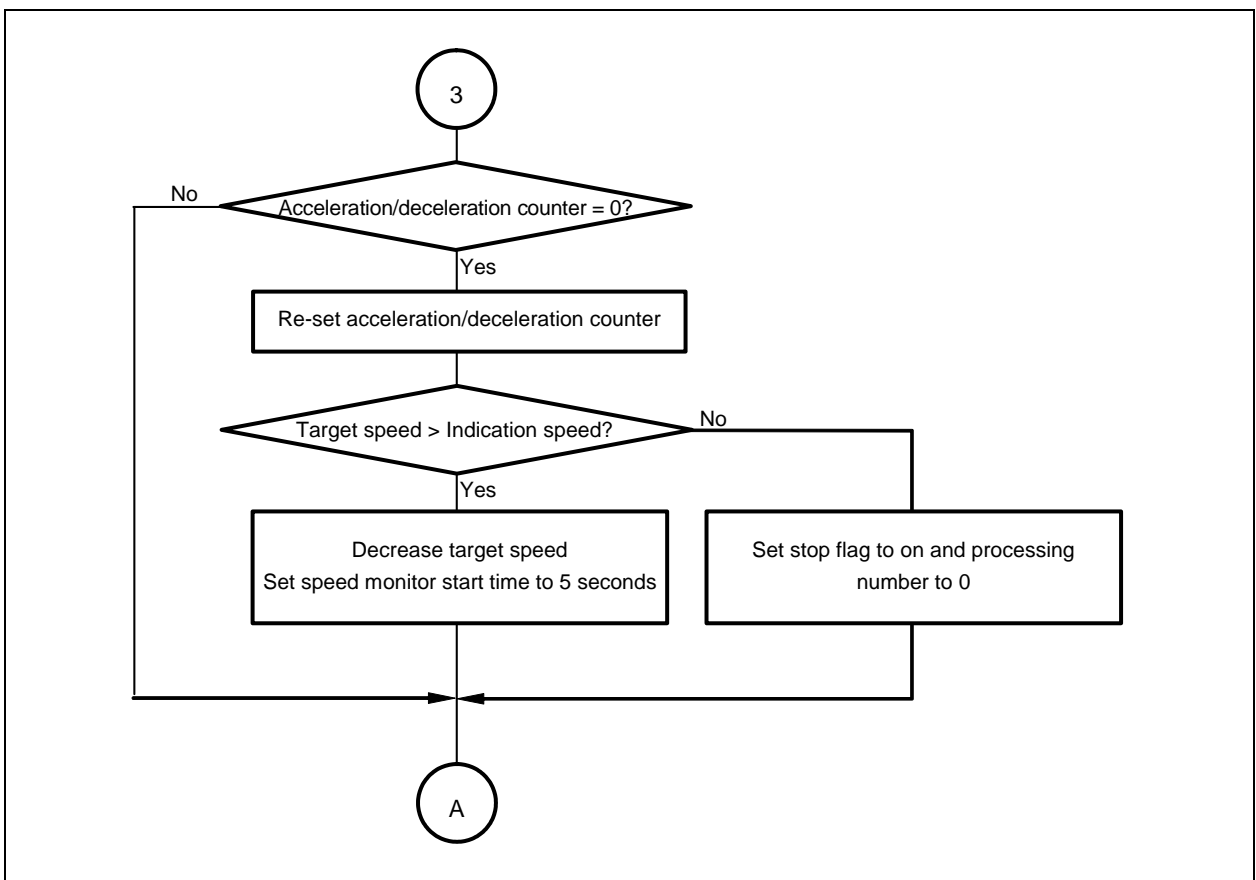 3
No
Acceleration/deceleration counter = 0?
Yes
Re-set acceleration/deceleration counter
Target speed > Indication speed?
No
Yes
Decrease target speed
Set speed monitor start time to 5 seconds
Set stop flag to on and processing
number to 0
A